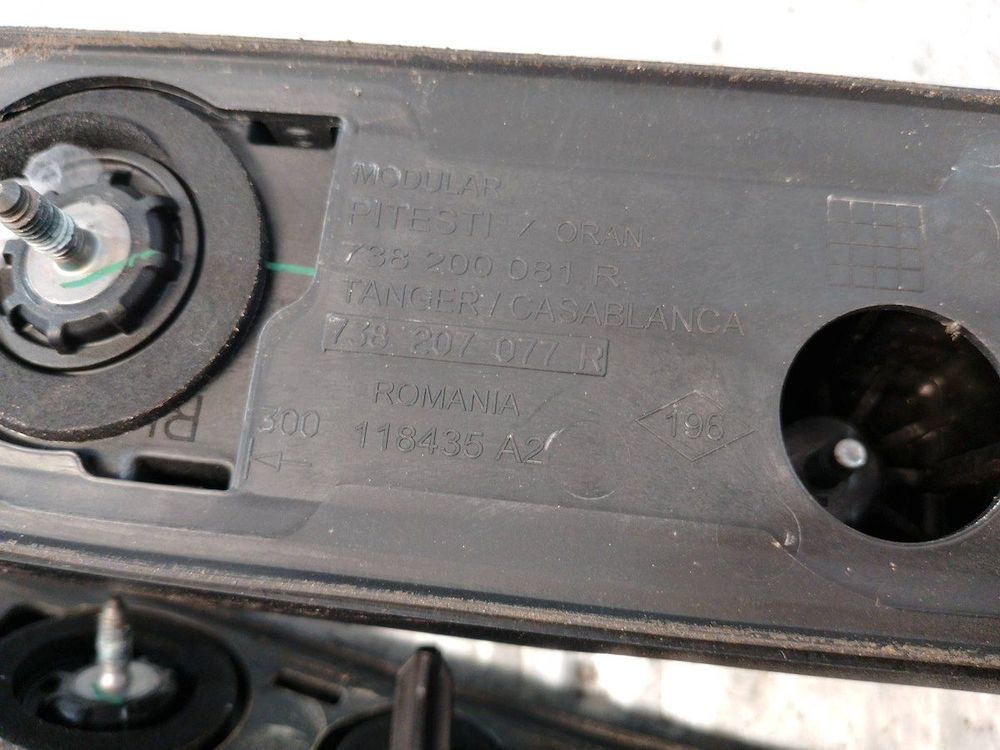 MODULAR
PITESTI / ORAN
738 200 081 R
TANGER / CASABLANCA
738 207 077 R
ROMANIA
300
118435 A2
196